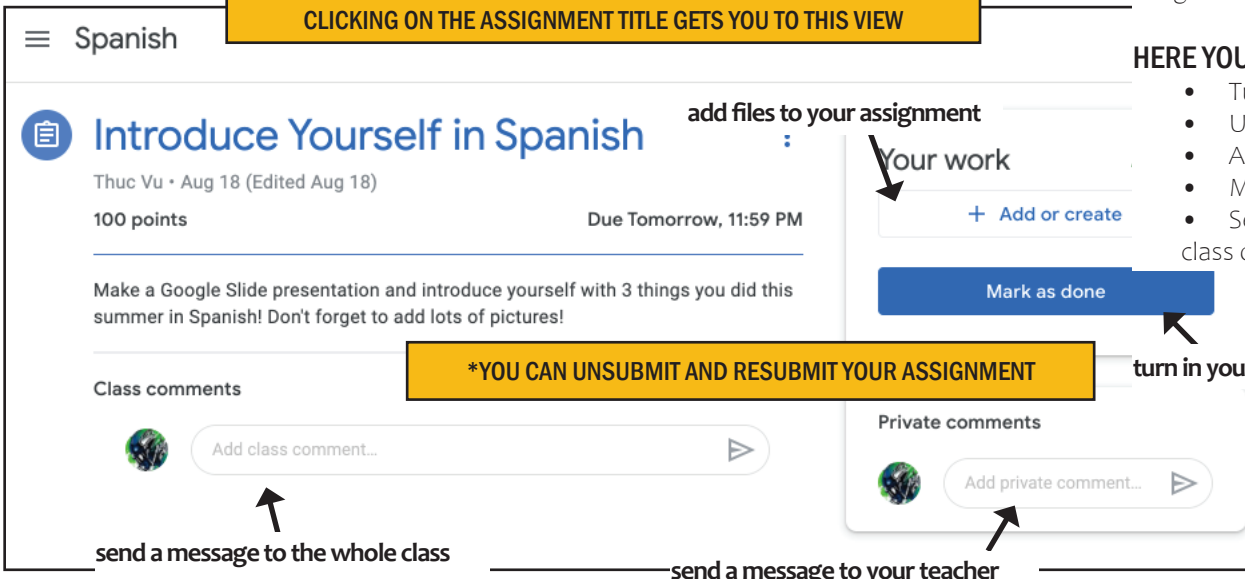 CLICKING ON THE ASSIGNMENT TITLE GETS YOU TO THIS VIEW
Spanish
Introduce Yourself in Spanish
Thuc Vu • Aug 18 (Edited Aug 18)
100 points
Due Tomorrow, 11:59 PM
Make a Google Slide presentation and introduce yourself with 3 things you did this
summer in Spanish! Don't forget to add lots of pictures!
*YOU CAN UNSUBMIT AND RESUBMIT YOUR ASSIGNMENT
Class comments
Add class comment...
send a message to the whole class
add files to your assignment
Your work
+ Add or create
Mark as done
turn in you
Private comments
Add private comment...
send a message to your teacher
HERE YOU
class